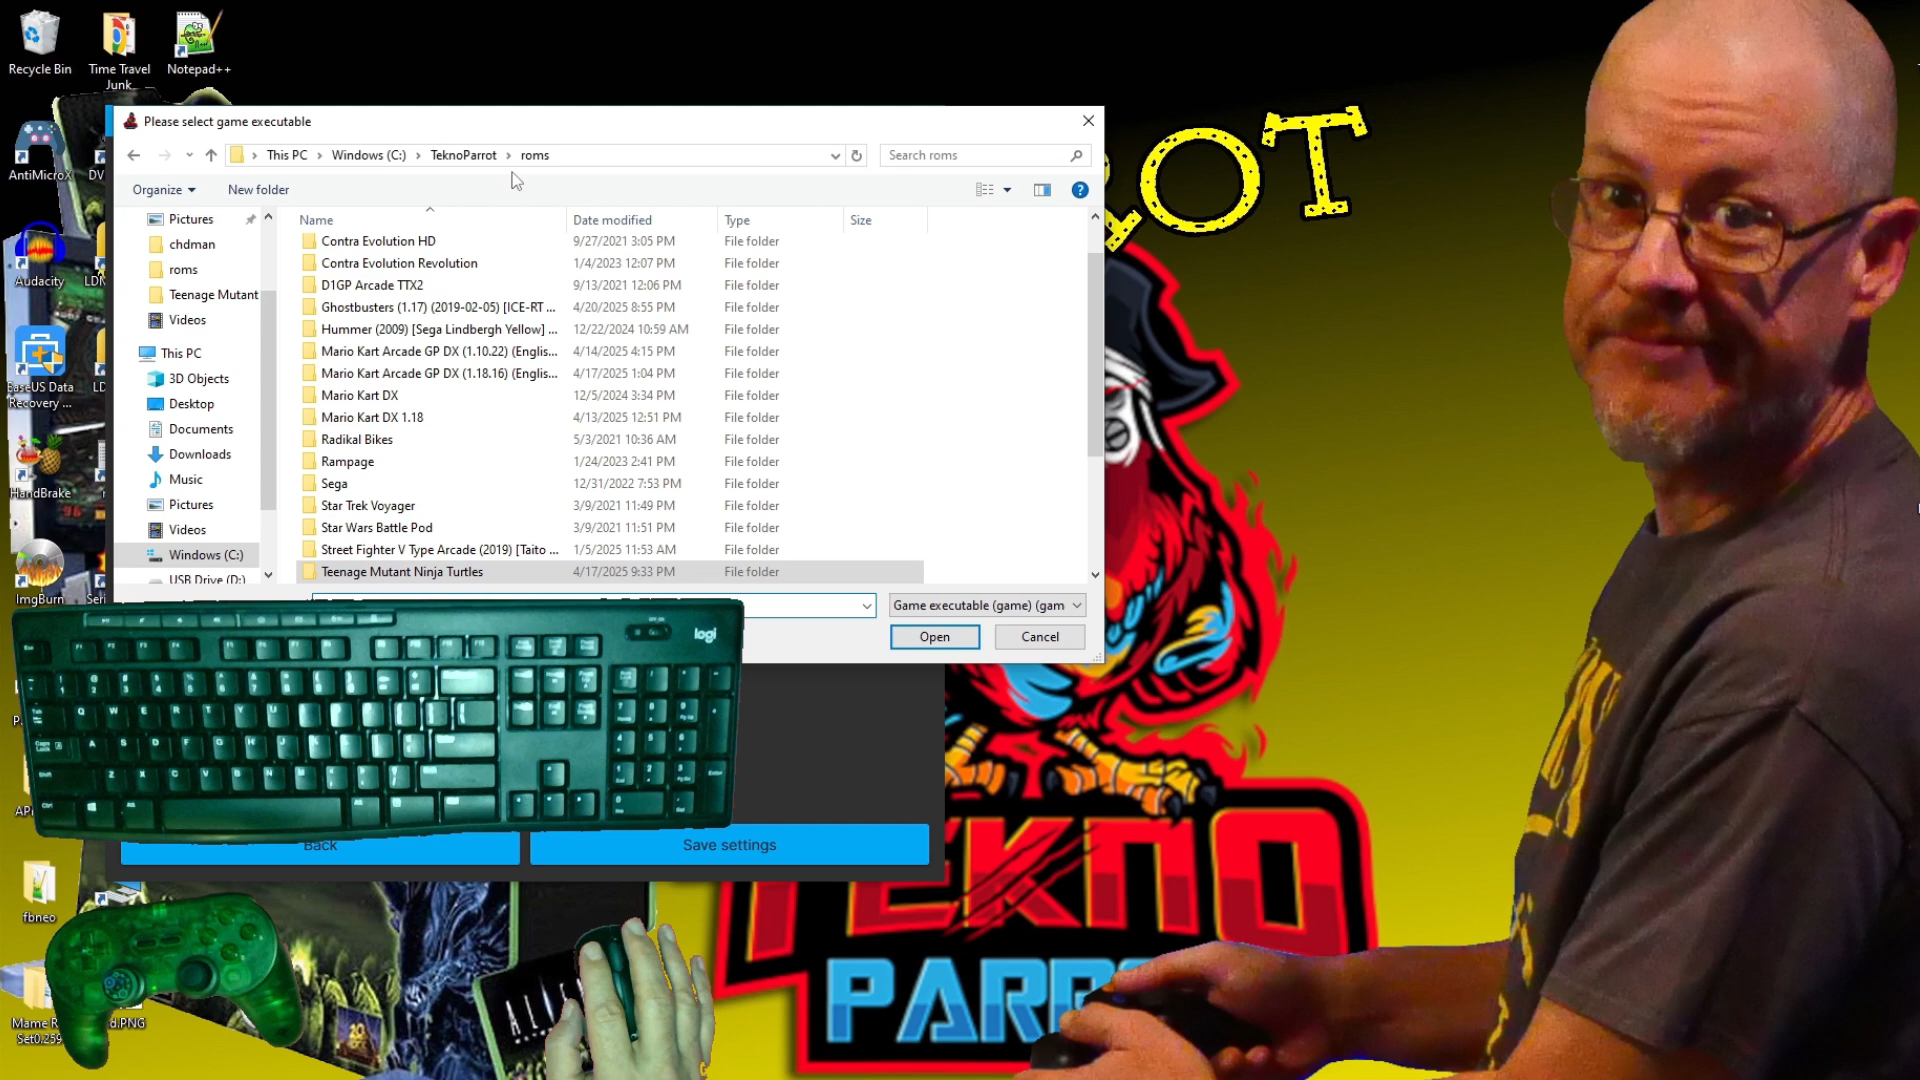 Recycle Bin
Time Travel Junk
Notepad++
AntiMicroX
DV
Audacity
LDN
EaseUS Data Recovery ...
LD
HandBrake
ImgBurn
Seri
AP
fbneo
Mame R
Set0.259
d.PNG
Please select game executable
This PC > Windows (C:) > TeknoParrot > roms
Search roms
Organize
New folder
Name
Date modified
Type
Size
Pictures
chdman
roms
Teenage Mutant
Videos
This PC
3D Objects
Desktop
Documents
Downloads
Music
Pictures
Videos
Windows (C:)
USB Drive (D:)
Contra Evolution HD 9/27/2021 3:05 PM File folder
Contra Evolution Revolution 1/4/2023 12:07 PM File folder
D1GP Arcade TTX2 9/13/2021 12:06 PM File folder
Ghostbusters (1.17) (2019-02-05) [ICE-RT ... 4/20/2025 8:55 PM File folder
Hummer (2009) [Sega Lindbergh Yellow] ... 12/22/2024 10:59 AM File folder
Mario Kart Arcade GP DX (1.10.22) (Englis... 4/14/2025 4:15 PM File folder
Mario Kart Arcade GP DX (1.18.16) (Englis... 4/17/2025 1:04 PM File folder
Mario Kart DX 12/5/2024 3:34 PM File folder
Mario Kart DX 1.18 4/13/2025 12:51 PM File folder
Radikal Bikes 5/3/2021 10:36 AM File folder
Rampage 1/24/2023 2:41 PM File folder
Sega 12/31/2022 7:53 PM File folder
Star Trek Voyager 3/9/2021 11:49 PM File folder
Star Wars Battle Pod 3/9/2021 11:51 PM File folder
Street Fighter V Type Arcade (2019) [Taito ... 1/5/2025 11:53 AM File folder
Teenage Mutant Ninja Turtles 4/17/2025 9:33 PM File folder
Game executable (game) (gam
Open
Cancel
logi
Back
Save settings
ROT
TEKNO
PARR